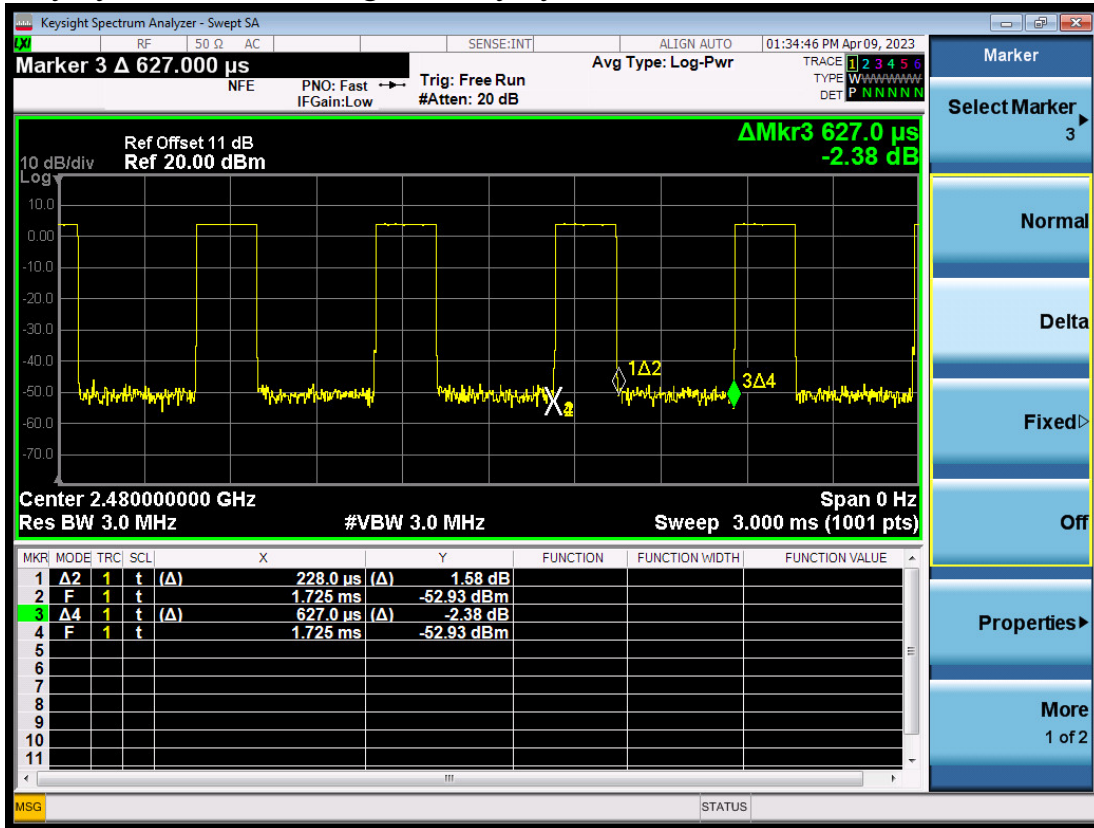 Keysight Spectrum Analyzer - Swept SA
LXI RF 50 Ω AC SENSE:INT ALIGN AUTO 01:34:46 PM Apr 09, 2023
Marker 3 Δ 627.000 µs
NFE
PNO: Fast
IFGain:Low
Trig: Free Run
#Atten: 20 dB
Avg Type: Log-Pwr
TRACE 1 2 3 4 5 6
TYPE WWWWWW
DET P N N N N N
ΔMkr3 627.0 µs
-2.38 dB
Ref Offset 11 dB
10 dB/div Ref 20.00 dBm
Log
10.0
0.00
-10.0
-20.0
-30.0
-40.0
-50.0
-70.0
1Δ2
3Δ4
Center 2.480000000 GHz Span 0 Hz
Res BW 3.0 MHz #VBW 3.0 MHz Sweep 3.000 ms (1001 pts)
MKR MODE TRC SCL X Y FUNCTION FUNCTION WIDTH FUNCTION VALUE
1 Δ2 1 t (Δ) 228.0 µs (Δ) 1.58 dB
2 F 1 t 1.725 ms -52.93 dBm
3 Δ4 1 t (Δ) 627.0 µs (Δ) -2.38 dB
4 F 1 t 1.725 ms -52.93 dBm
5
6
7
8
9
10
11
MSG STATUS
Marker
Select Marker
3
Normal
Delta
Fixed
Off
Properties
More
1 of 2